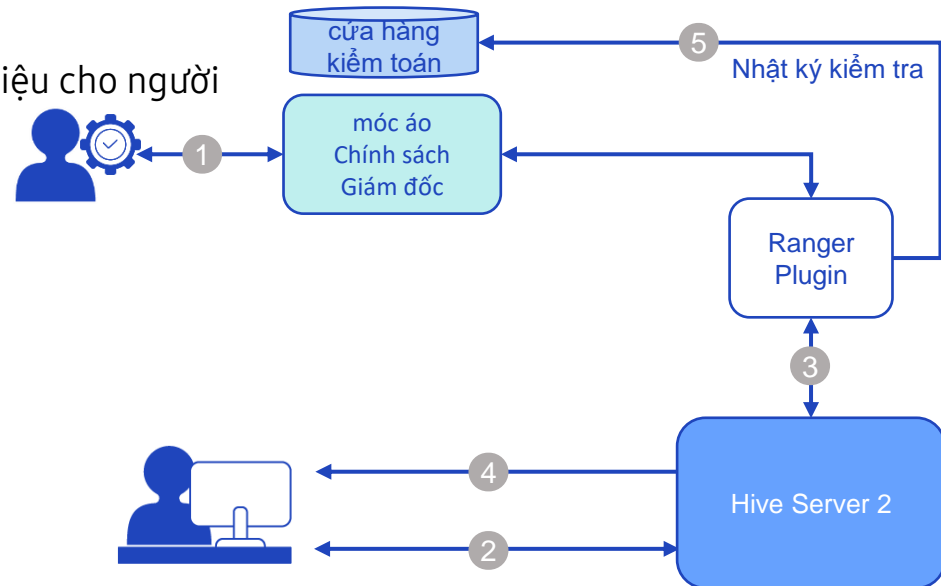 cửa hàng
kiểm toán
5
Nhật ký kiểm tra
iệu cho người
1
móc áo
Chính sách
Giám đốc
Ranger
Plugin
3
4
Hive Server 2
2